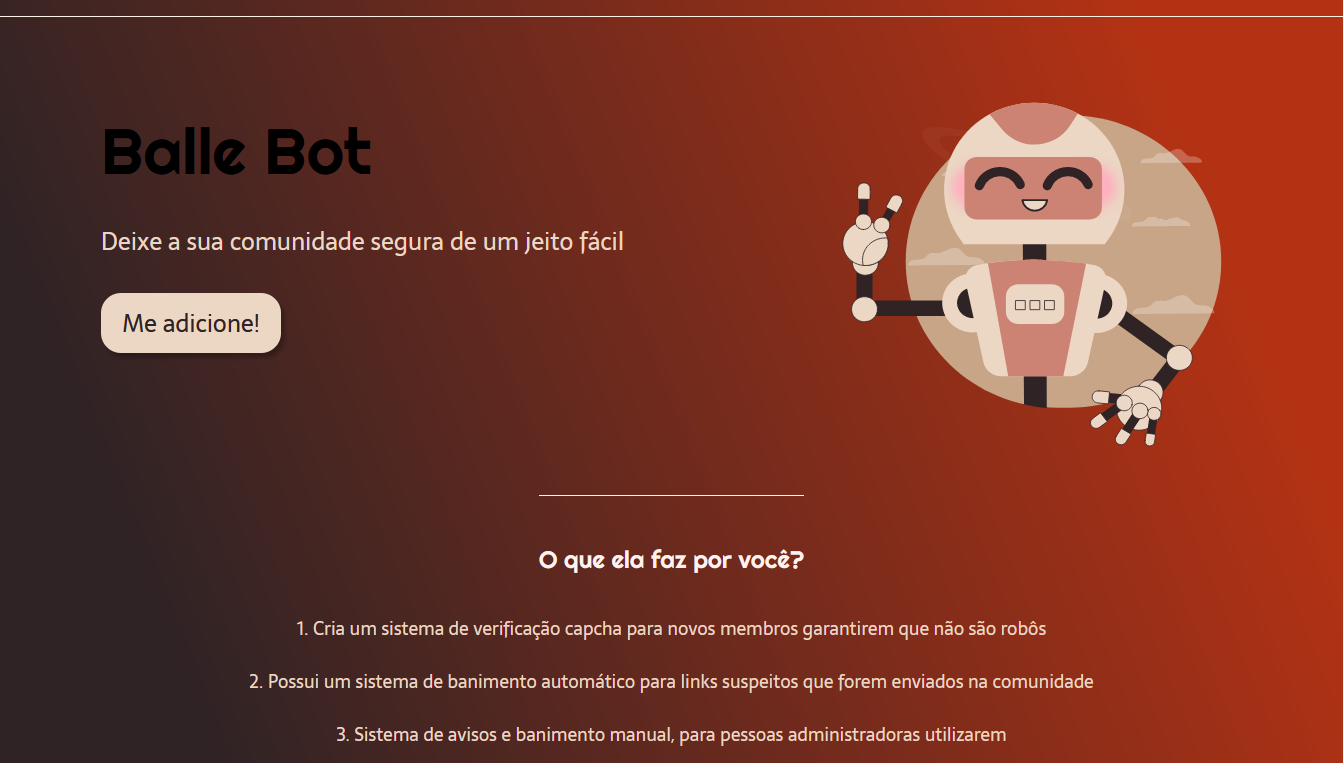 Balle Bot
Deixe a sua comunidade segura de um jeito fácil
Me adicione!
O que ela faz por você?
1. Cria um sistema de verificação capcha para novos membros garantirem que não são robôs
2. Possui um sistema de banimento automático para links suspeitos que forem enviados na comunidade
3. Sistema de avisos e banimento manual, para pessoas administradoras utilizarem